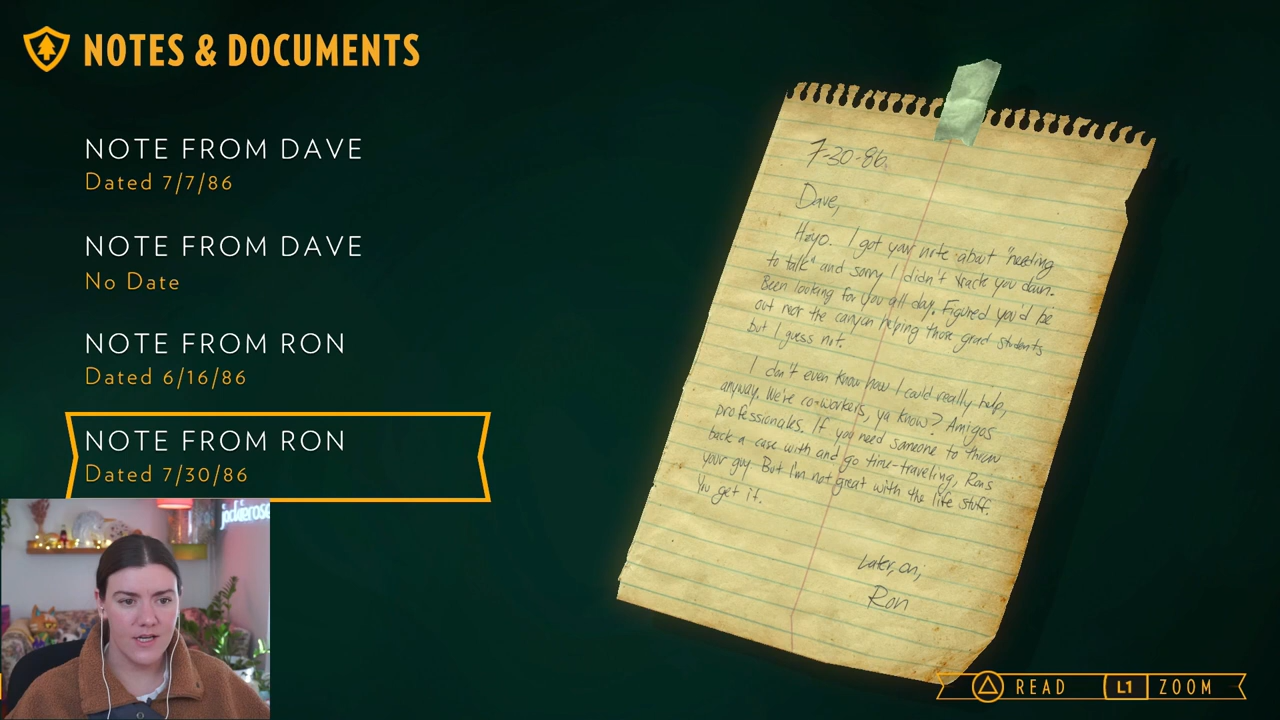 NOTES & DOCUMENTS
NOTE FROM DAVE
Dated 7/7/86
NOTE FROM DAVE
No Date
NOTE FROM RON
Dated 6/16/86
NOTE FROM RON
Dated 7/30/86
7-30-86.
Dave,
Heyo. I got your note about "needing
to talk" and sorry I didn't track you down.
Been looking for you all day. Figured you'd be
out near the canyon helping those grad students
but I guess not.
I don't even know how I could really help,
anyway. We're co-workers, ya know? Amigos
professionales. If you need someone to throw
back a case with and go time-traveling, Rons
your guy. But I'm not great with the life stuff.
You get it.
Later, on,
Ron
READ
L1 ZOOM